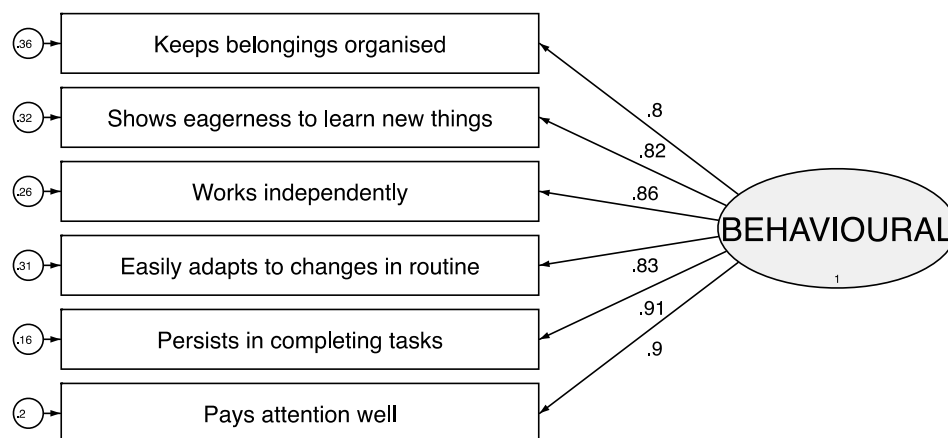 .36
Keeps belongings organised
.8
.32
Shows eagerness to learn new things
.82
.26
Works independently
.86
BEHAVIOURAL
1
.31
Easily adapts to changes in routine
.83
.16
Persists in completing tasks
.91
.9
.2
Pays attention well